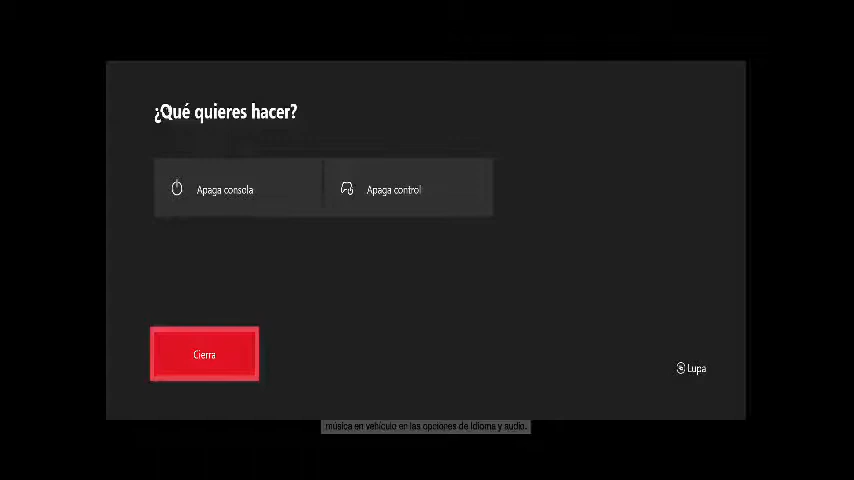 ¿Qué quieres hacer?
Apaga consola
Apaga control
Cierra
Lupa
música en vehículo en las opciones de idioma y audio.